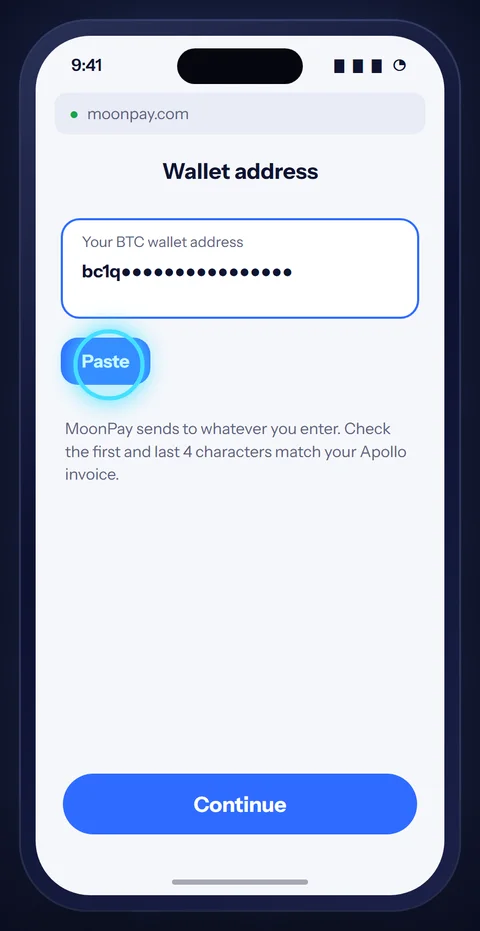 9:41
moonpay.com
Wallet address
Your BTC wallet address
bc1q●●●●●●●●●●●●●●●●
Paste
MoonPay sends to whatever you enter. Check
the first and last 4 characters match your Apollo
invoice.
Continue